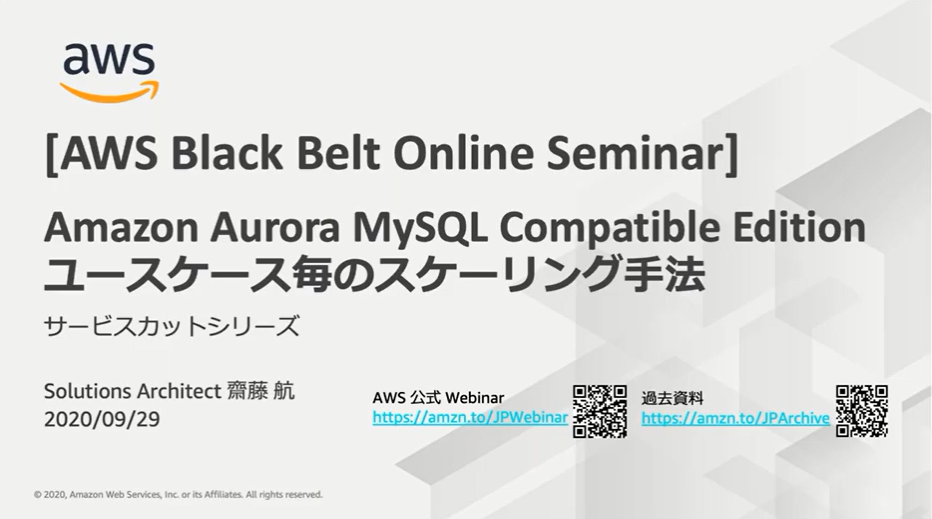 aws
[AWS Black Belt Online Seminar]
Amazon Aurora MySQL Compatible Edition
ユースケース毎のスケーリング手法
サービスカットシリーズ
Solutions Architect 齋藤 航
2020/09/29
AWS 公式 Webinar
https://amzn.to/JPWebinar
過去資料
https://amzn.to/JPArchive
© 2020, Amazon Web Services, Inc. or its Affiliates. All rights reserved.